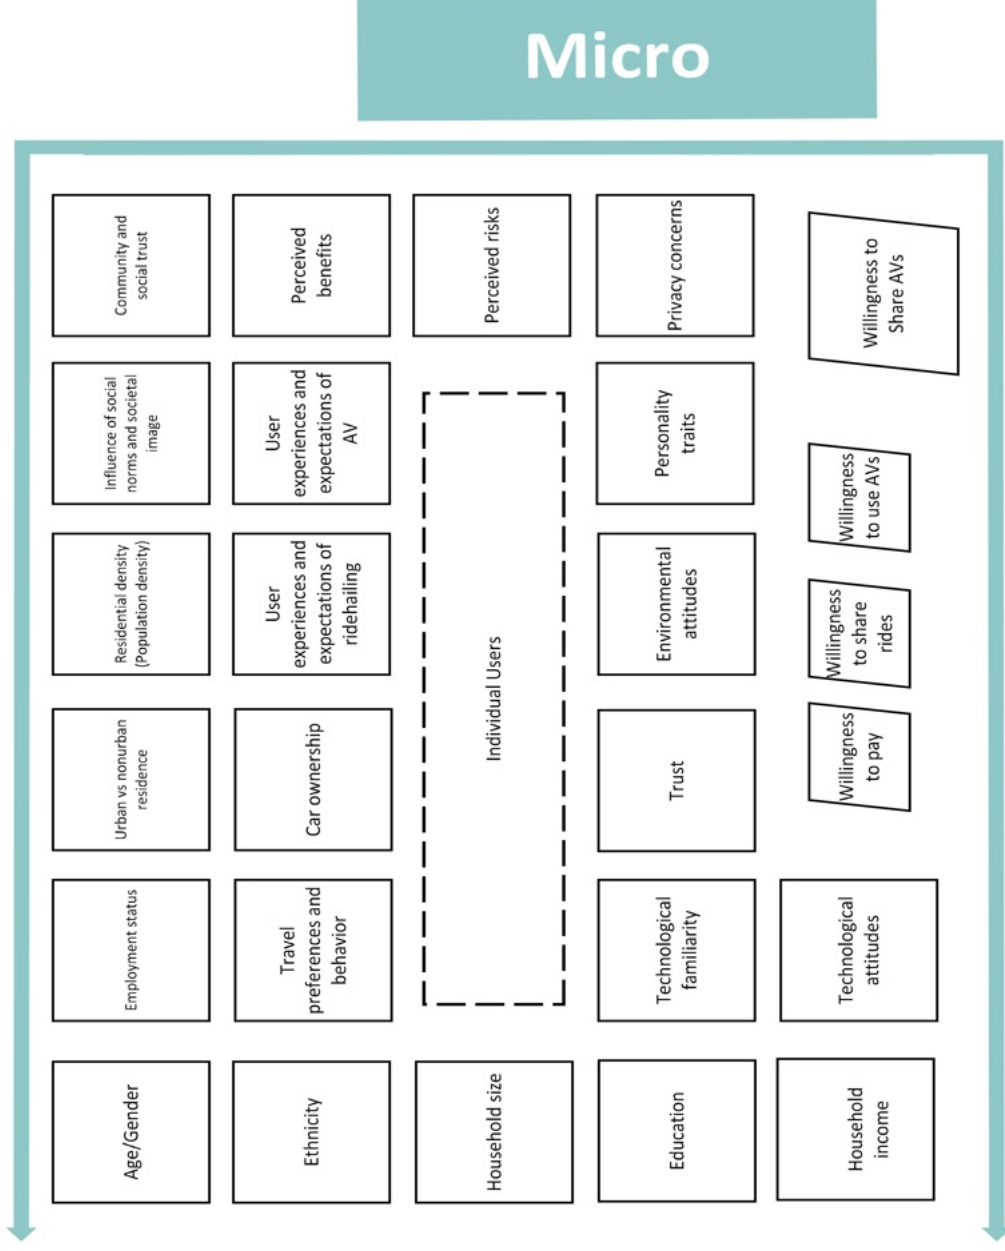 Micro
Community and
social trust
Perceived
benefits
Perceived risks
Privacy concerns
Willingness to
Share AVs
Influence of social
norms and societal
image
User
experiences and
expectations of
AV
Personality
traits
Willingness
to use AVs
Residential density
(Population density)
User
experiences and
expectations of
ridehailing
Individual Users
Environmental
attitudes
Willingness
to share
rides
Urban vs nonurban
residence
Car ownership
Trust
Willingness
to pay
Employment status
Travel
preferences and
behavior
Technological
familiarity
Technological
attitudes
Age/Gender
Ethnicity
Household size
Education
Household
income